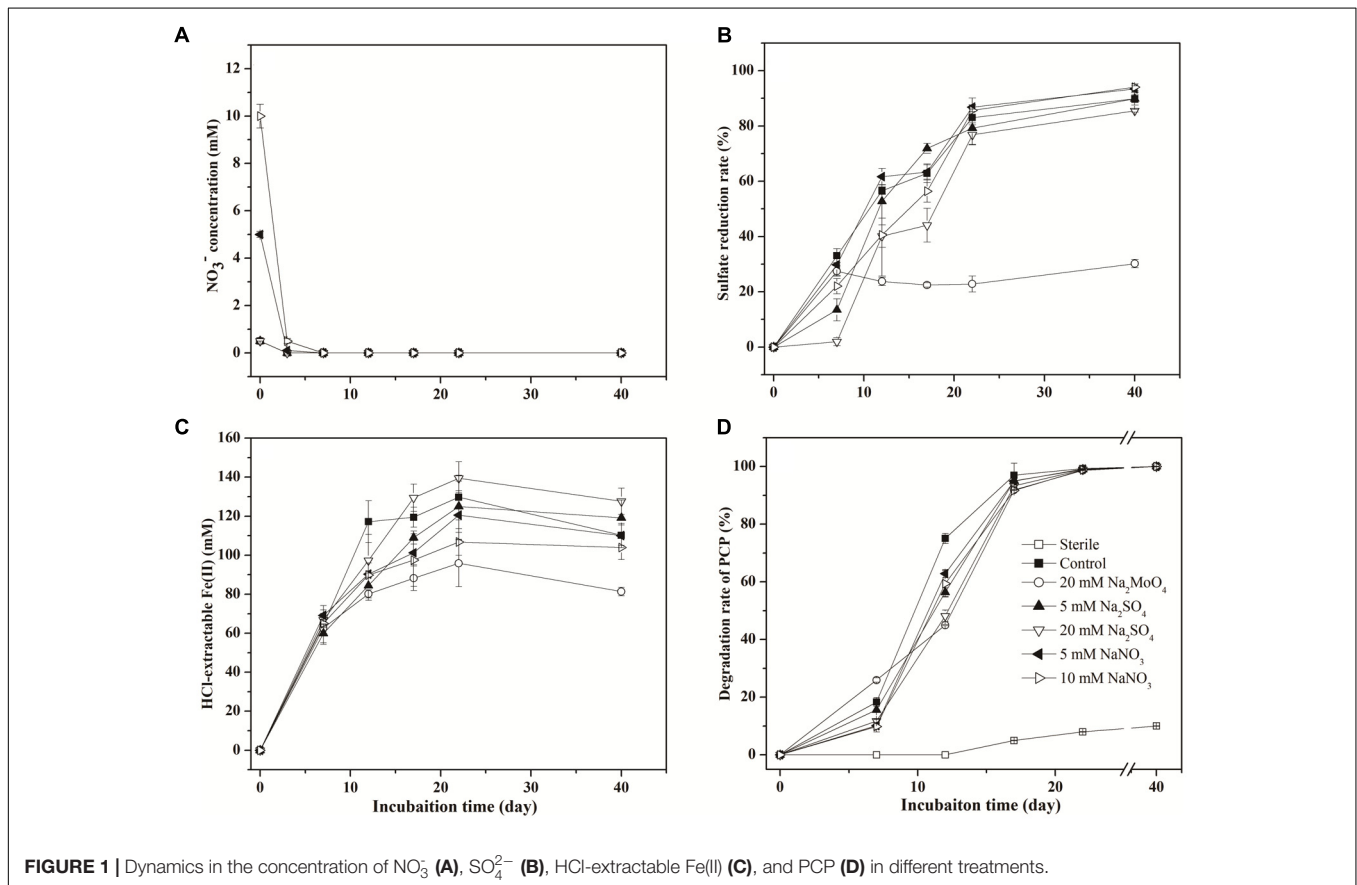 A
NO₃⁻ concentration (mM)
12
10
8
6
4
2
0
0 10 20 30 40
B
Sulfate reduction rate (%)
100
80
60
40
20
0
0 10 20 30 40
C
HCl-extractable Fe(II) (mM)
160
140
120
100
80
60
40
20
0
0 10 20 30 40
Incubaition time (day)
D
Degradation rate of PCP (%)
100
80
60
40
20
0
Sterile
Control
20 mM Na₂MoO₄
5 mM Na₂SO₄
20 mM Na₂SO₄
5 mM NaNO₃
10 mM NaNO₃
0 10 20 40
Incubaiton time (day)
FIGURE 1 | Dynamics in the concentration of NO₃⁻ (A), SO₄²⁻ (B), HCl-extractable Fe(II) (C), and PCP (D) in different treatments.